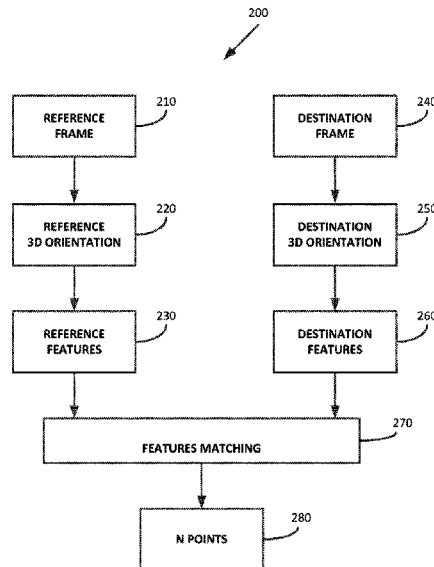 200
210
REFERENCE
FRAME
240
DESTINATION
FRAME
220
REFERENCE
3D ORIENTATION
250
DESTINATION
3D ORIENTATION
230
REFERENCE
FEATURES
260
DESTINATION
FEATURES
270
FEATURES MATCHING
280
N POINTS